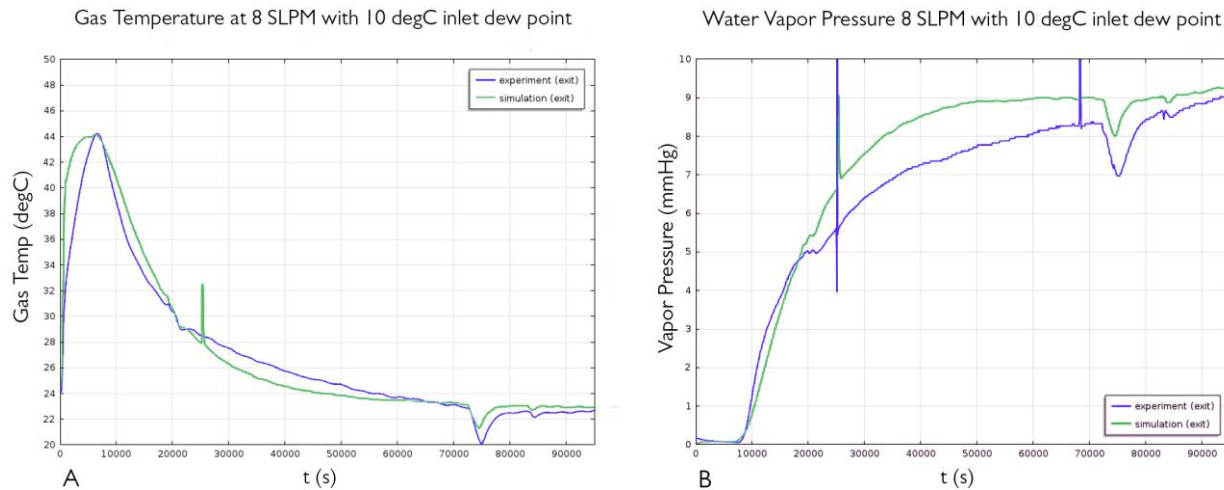 Gas Temperature at 8 SLPM with 10 degC inlet dew point
50
48
46
44
42
40
38
36
34
32
30
28
26
24
22
20
Gas Temp (degC)
experiment (exit)
simulation (exit)
0 10000 20000 30000 40000 50000 60000 70000 80000 90000
A
t (s)
Water Vapor Pressure 8 SLPM with 10 degC inlet dew point
10
9
8
7
6
5
4
3
2
1
0
Vapor Pressure (mmHg)
experiment (exit)
simulation (exit)
0 10000 20000 30000 40000 50000 60000 70000 80000 90000
B
t (s)